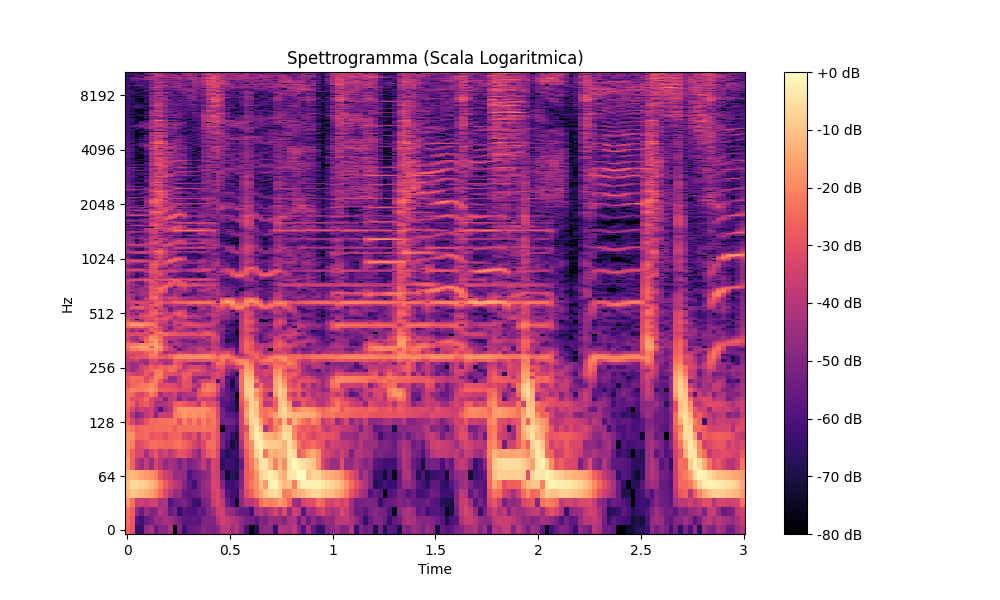 Spettrogramma (Scala Logaritmica)
8192
4096
2048
1024
512
256
128
64
0
Hz
0
0.5
1
1.5
2
2.5
3
Time
+0 dB
-10 dB
-20 dB
-30 dB
-40 dB
-50 dB
-60 dB
-70 dB
-80 dB